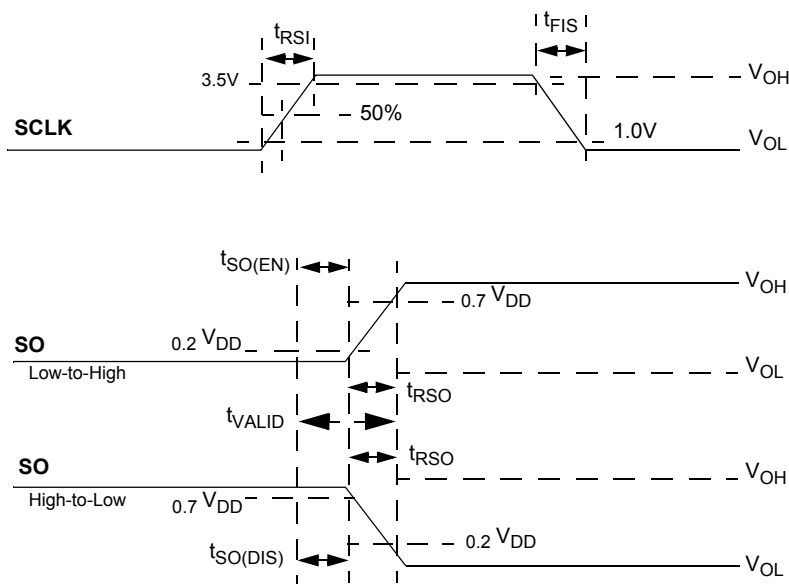 tRSI
tFIS
3.5V
VOH
50%
SCLK
1.0V
VOL
tSO(EN)
VOH
0.7 VDD
0.2 VDD
SO
Low-to-High
VOL
tRSO
tVALID
tRSO
SO
VOH
High-to-Low
0.7 VDD
0.2 VDD
tSO(DIS)
VOL